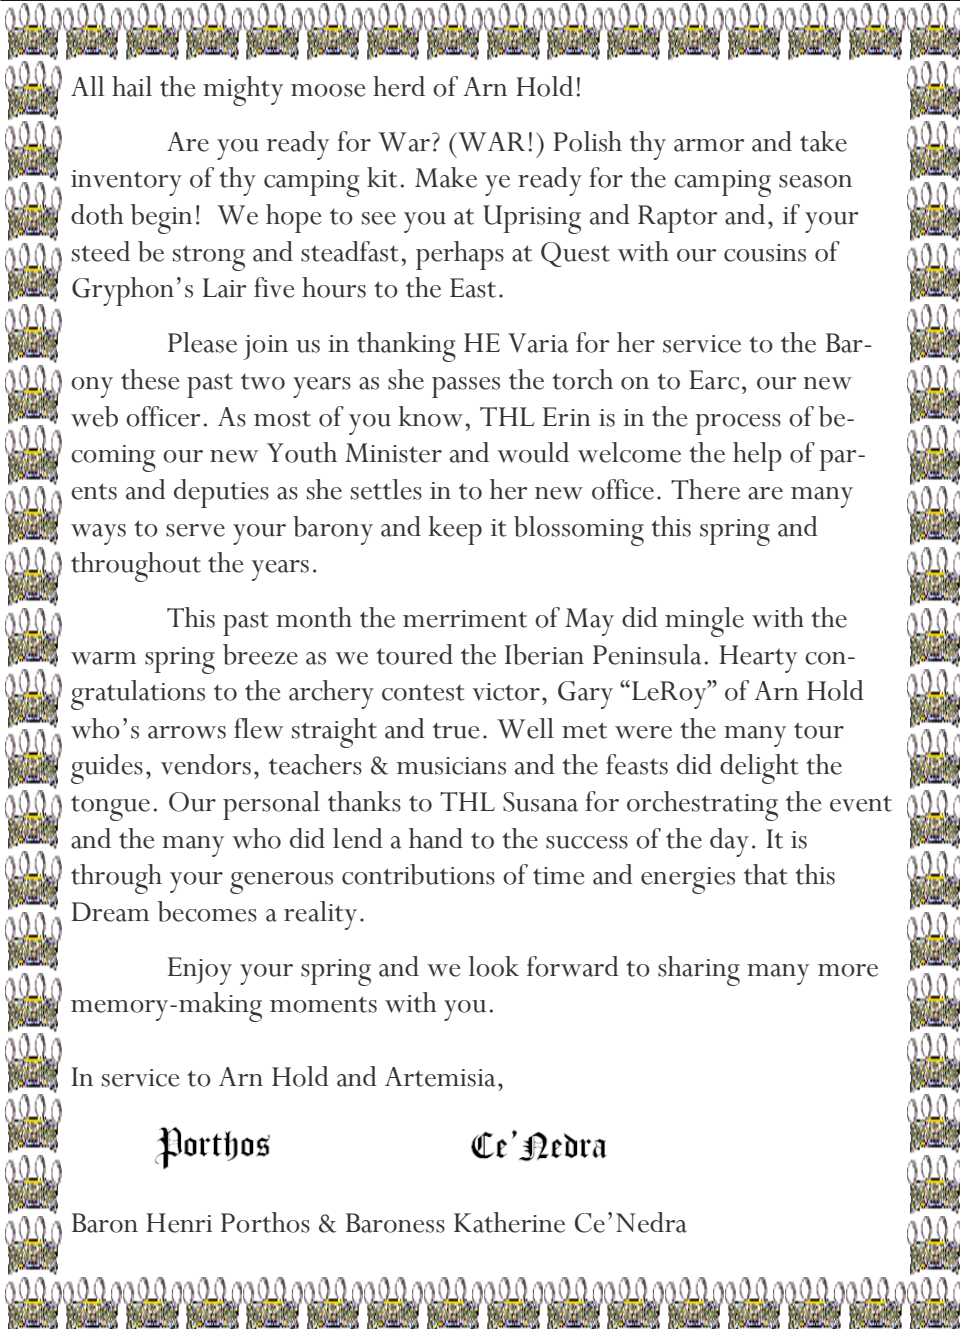 All hail the mighty moose herd of Arn Hold!
Are you ready for War? (WAR!) Polish thy armor and take
inventory of thy camping kit. Make ye ready for the camping season
doth begin!  We hope to see you at Uprising and Raptor and, if your
steed be strong and steadfast, perhaps at Quest with our cousins of
Gryphon’s Lair five hours to the East.
Please join us in thanking HE Varia for her service to the Bar-
ony these past two years as she passes the torch on to Earc, our new
web officer. As most of you know, THL Erin is in the process of be-
coming our new Youth Minister and would welcome the help of par-
ents and deputies as she settles in to her new office. There are many
ways to serve your barony and keep it blossoming this spring and
throughout the years.
This past month the merriment of May did mingle with the
warm spring breeze as we toured the Iberian Peninsula. Hearty con-
gratulations to the archery contest victor, Gary “LeRoy” of Arn Hold
who’s arrows flew straight and true. Well met were the many tour
guides, vendors, teachers & musicians and the feasts did delight the
tongue. Our personal thanks to THL Susana for orchestrating the event
and the many who did lend a hand to the success of the day. It is
through your generous contributions of time and energies that this
Dream becomes a reality.
Enjoy your spring and we look forward to sharing many more
memory-making moments with you.
In service to Arn Hold and Artemisia,
Porthos Ce’Nedra
Baron Henri Porthos & Baroness Katherine Ce’Nedra